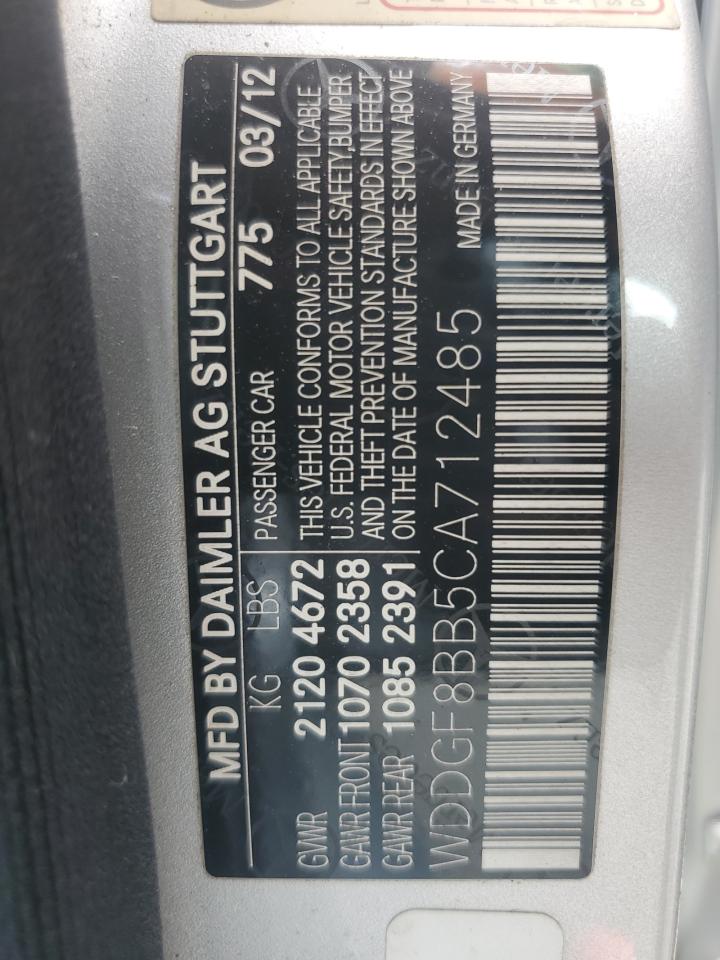 MFD BY DAIMLER AG STUTTGART
KG LBS PASSENGER CAR 775 03/12
GVWR 2120 4672 THIS VEHICLE CONFORMS TO ALL APPLICABLE
GAWR FRONT 1070 2358 U.S. FEDERAL MOTOR VEHICLE SAFETY,BUMPER
GAWR REAR 1085 2391 AND THEFT PREVENTION STANDARDS IN EFFECT
ON THE DATE OF MANUFACTURE SHOWN ABOVE
WDDGF8BB5CA712485 MADE IN GERMANY